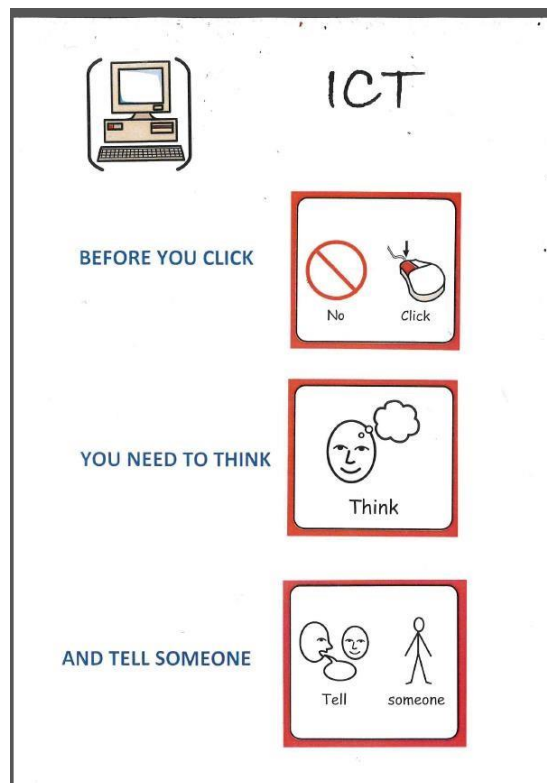 ICT
BEFORE YOU CLICK
No Click
YOU NEED TO THINK
Think
AND TELL SOMEONE
Tell someone